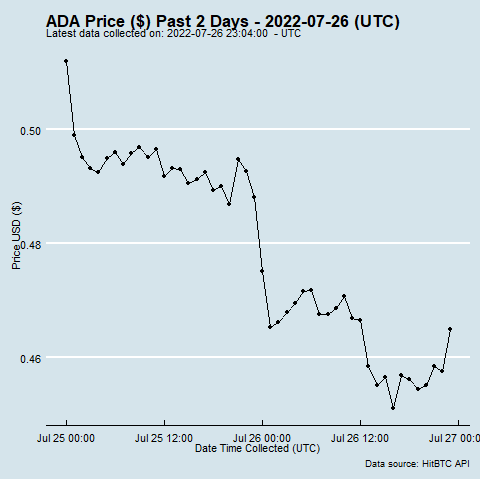 ADA Price ($) Past 2 Days - 2022-07-26 (UTC)
Latest data collected on: 2022-07-26 23:04:00 - UTC
0.50
0.48
0.46
Price USD ($)
Jul 25 00:00 Jul 25 12:00 Jul 26 00:00 Jul 26 12:00 Jul 27 00:
Date Time Collected (UTC)
Data source: HitBTC API